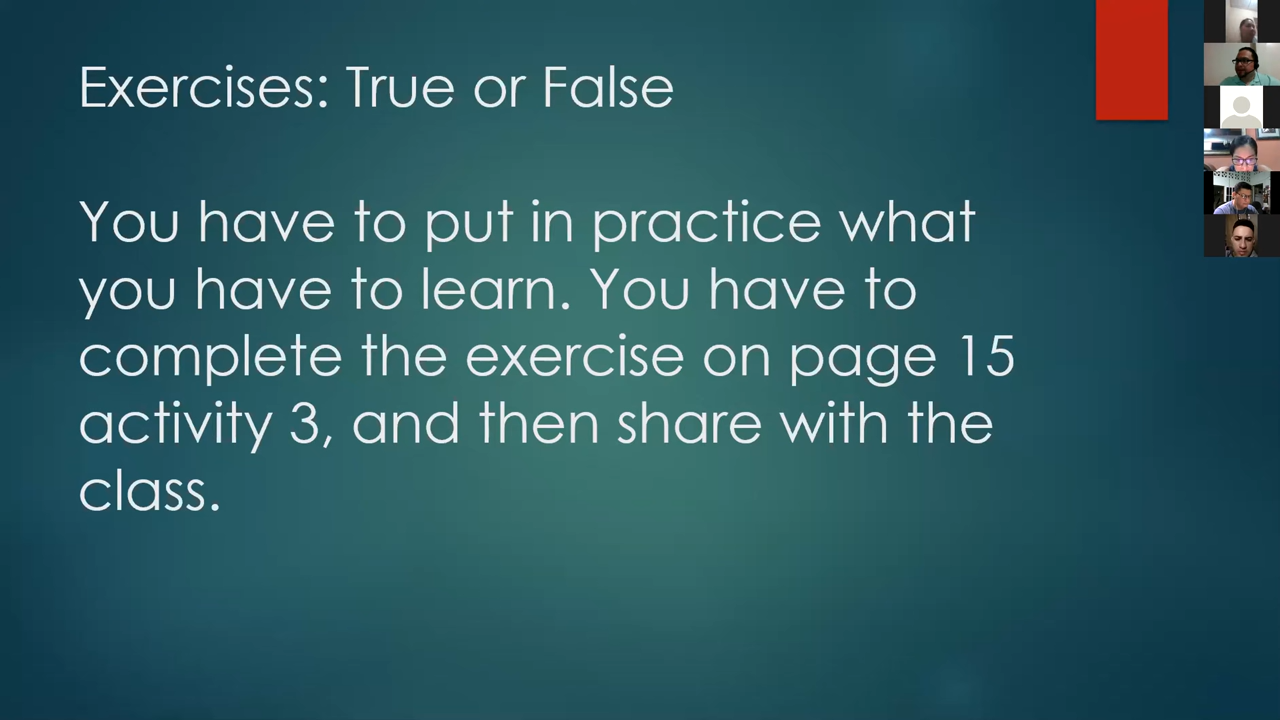 Exercises: True or False
You have to put in practice what
you have to learn. You have to
complete the exercise on page 15
activity 3, and then share with the
class.